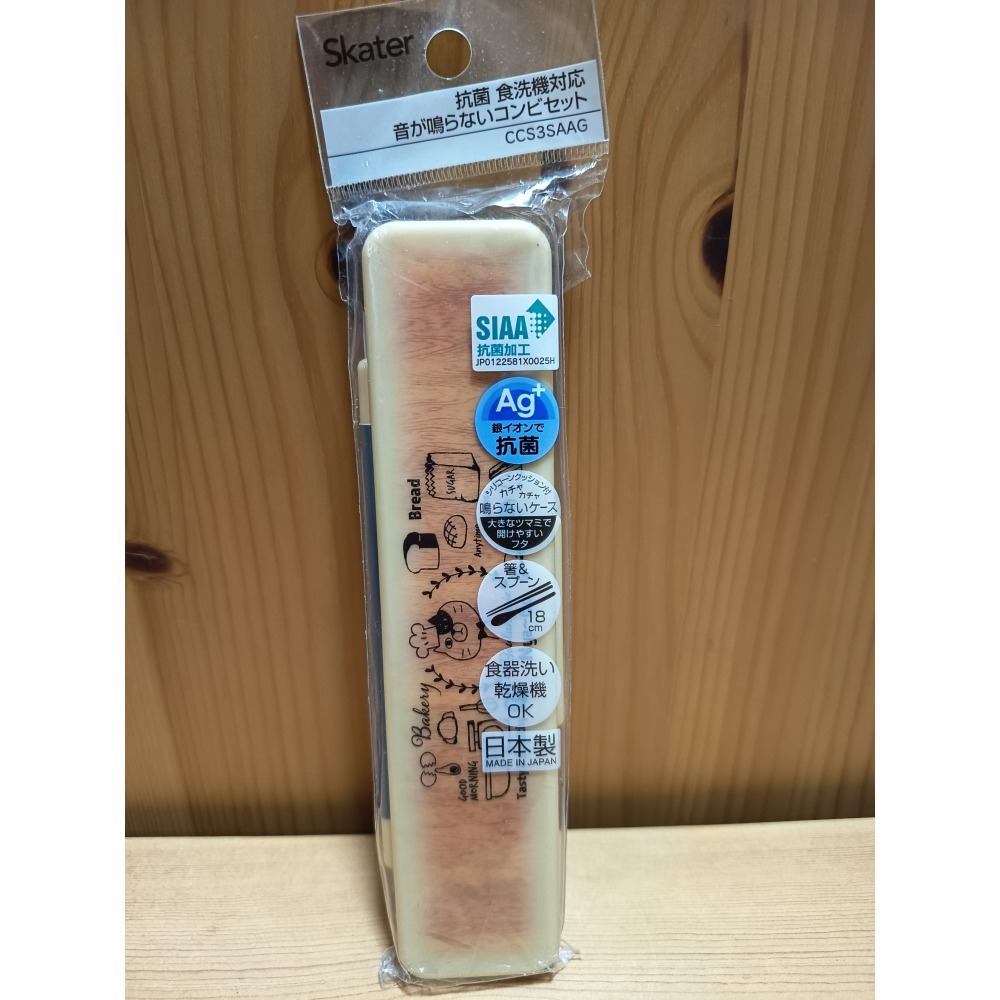 Skater
抗菌 食洗機対応
音が鳴らないコンビセット
CCS3SAAG
SIAA
抗菌加工
JP0122581X0025H
Ag+
銀イオンで
抗菌
シリコーンクッション付
カチャ
カチャ
鳴らないケース
大きなツマミで
開けやすい
フタ
箸&
スプーン
18
cm
食器洗い
乾燥機
OK
日本製
MADE IN JAPAN
SUGAR
Bread
Anytime
Bakery
GOOD
MORNING
Tasty